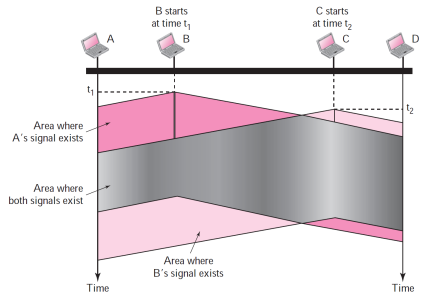 B starts
at time t1
C starts
at time t2
A
B
C
D
t1
t2
Area where
A's signal exists
Area where
both signals exist
Area where
B's signal exists
Time
Time